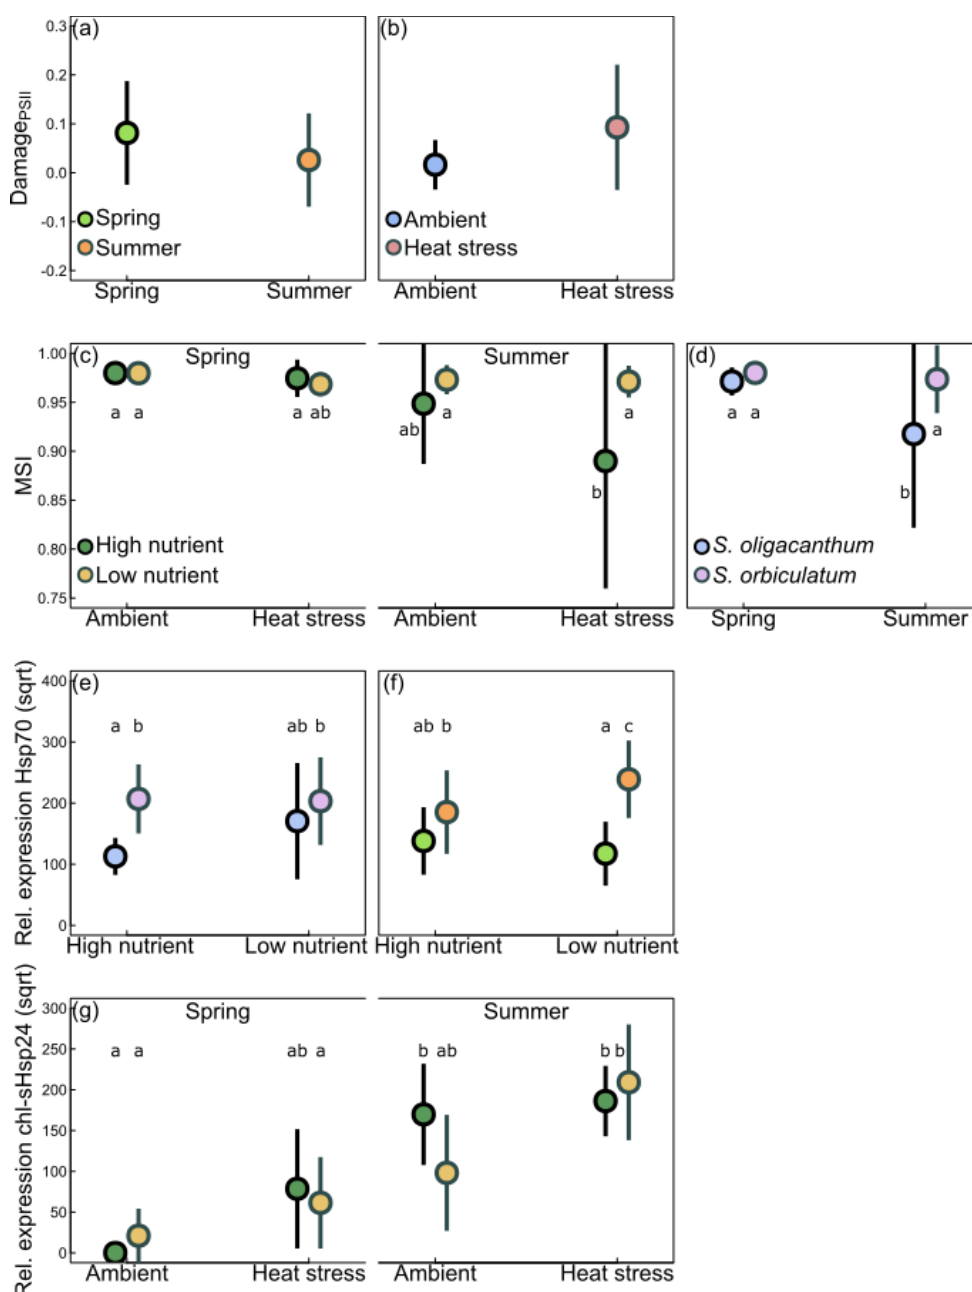 (a)
(b)
Damage PSII
0.3
0.2
0.1
0.0
-0.1
-0.2
Spring
Summer
Ambient
Heat stress
Spring
Summer
Ambient
Heat stress
(c)
Spring
Summer
(d)
MSI
1.00
0.95
0.90
0.85
0.80
0.75
a a
a ab
ab a
b a
a a
b a
High nutrient
Low nutrient
S. oligacanthum
S. orbiculatum
Ambient
Heat stress
Ambient
Heat stress
Spring
Summer
Rel. expression Hsp70 (sqrt)
(e)
(f)
400
300
200
100
0
a b
ab b
ab b
a c
High nutrient
Low nutrient
High nutrient
Low nutrient
Rel. expression chl-sHsp24 (sqrt)
(g)
Spring
Summer
300
250
200
150
100
50
0
a a
ab a
b ab
b b
Ambient
Heat stress
Ambient
Heat stress